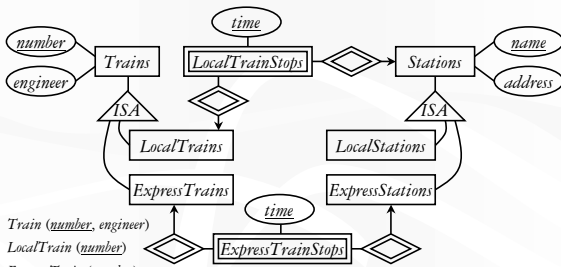 time
number
Trains
LocalTrainStops
Stations
name
engineer
address
ISA
ISA
LocalTrains
LocalStations
ExpressTrains
ExpressStations
time
Train (number, engineer)
LocalTrain (number)
ExpressTrainStops